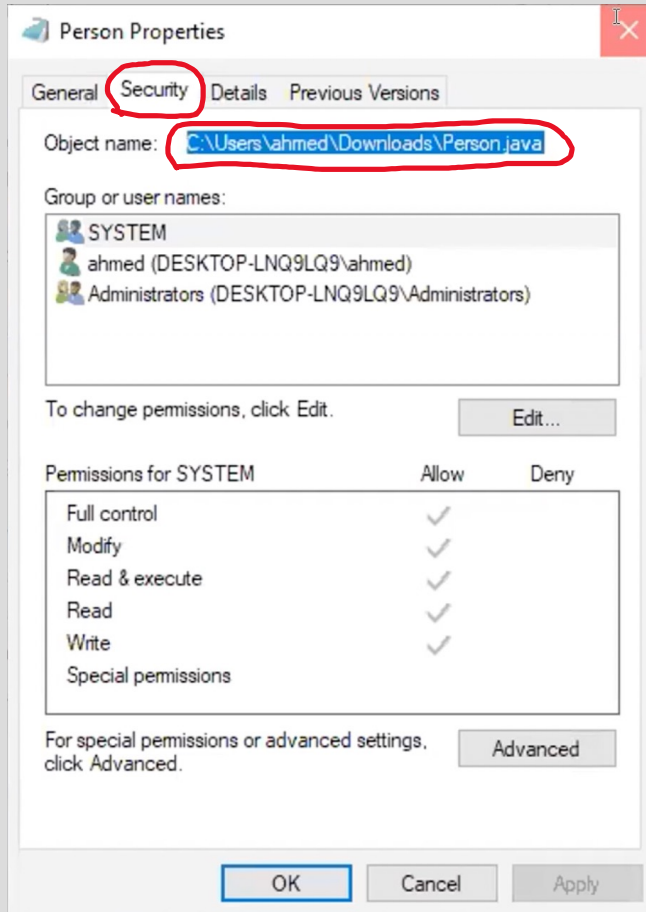 Person Properties
General Security Details Previous Versions
Object name: C:\Users\ahmed\Downloads\Person.java
Group or user names:
SYSTEM
ahmed (DESKTOP-LNQ9LQ9\ahmed)
Administrators (DESKTOP-LNQ9LQ9\Administrators)
To change permissions, click Edit.
Edit...
Permissions for SYSTEM Allow Deny
Full control
Modify
Read & execute
Read
Write
Special permissions
For special permissions or advanced settings,
click Advanced.
Advanced
OK Cancel Apply